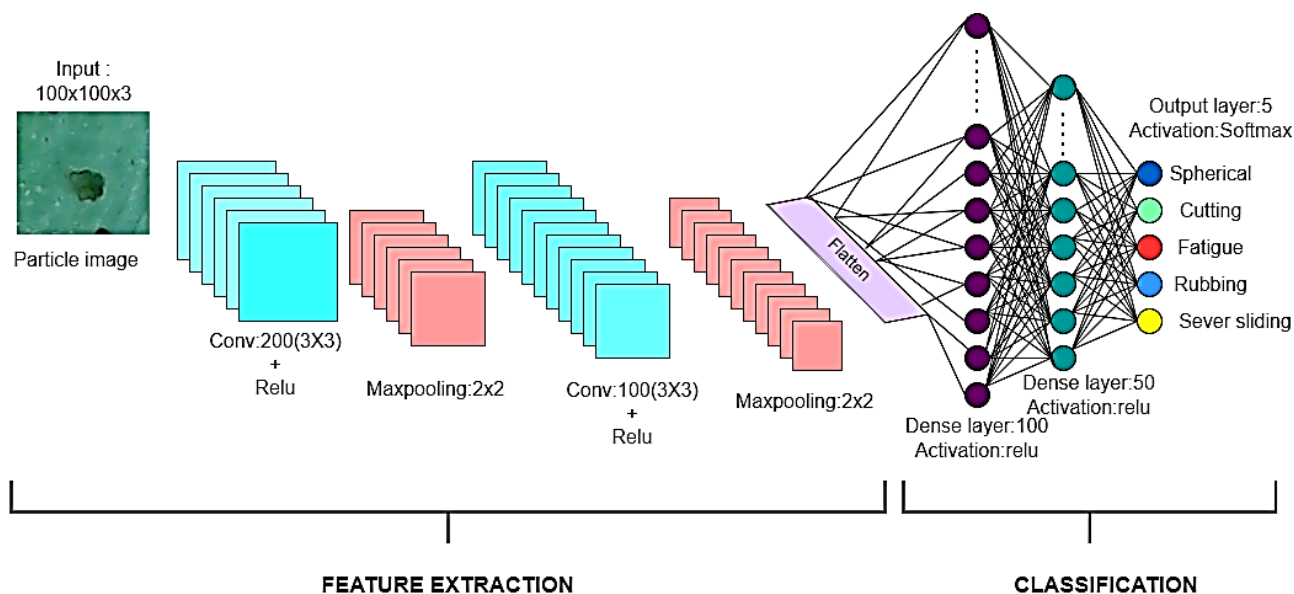 Input :
100x100x3
Particle image
Conv:200(3X3)
+
Relu
Maxpooling:2x2
Conv:100(3X3)
+
Relu
Maxpooling:2x2
Flatten
Dense layer:100
Activation:relu
Dense layer:50
Activation:relu
Output layer:5
Activation:Softmax
Spherical
Cutting
Fatigue
Rubbing
Sever sliding
FEATURE EXTRACTION
CLASSIFICATION